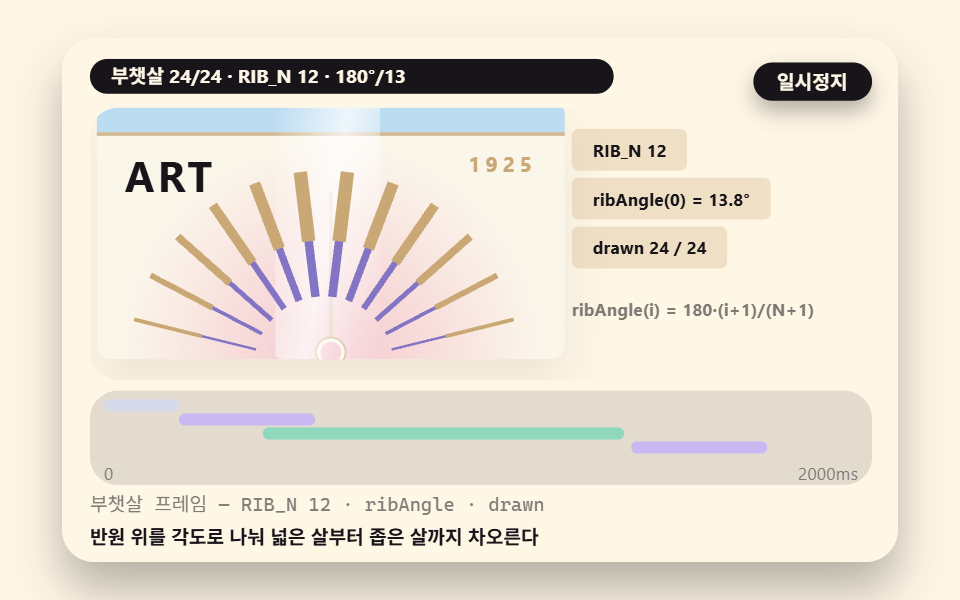 부챗살 24/24 · RIB_N 12 · 180°/13
일시정지
ART
1925
RIB_N 12
ribAngle(0) = 13.8°
drawn 24 / 24
ribAngle(i) = 180·(i+1)/(N+1)
0
2000ms
부챗살 프레임 — RIB_N 12 · ribAngle · drawn
반원 위를 각도로 나눠 넓은 살부터 좁은 살까지 차오른다